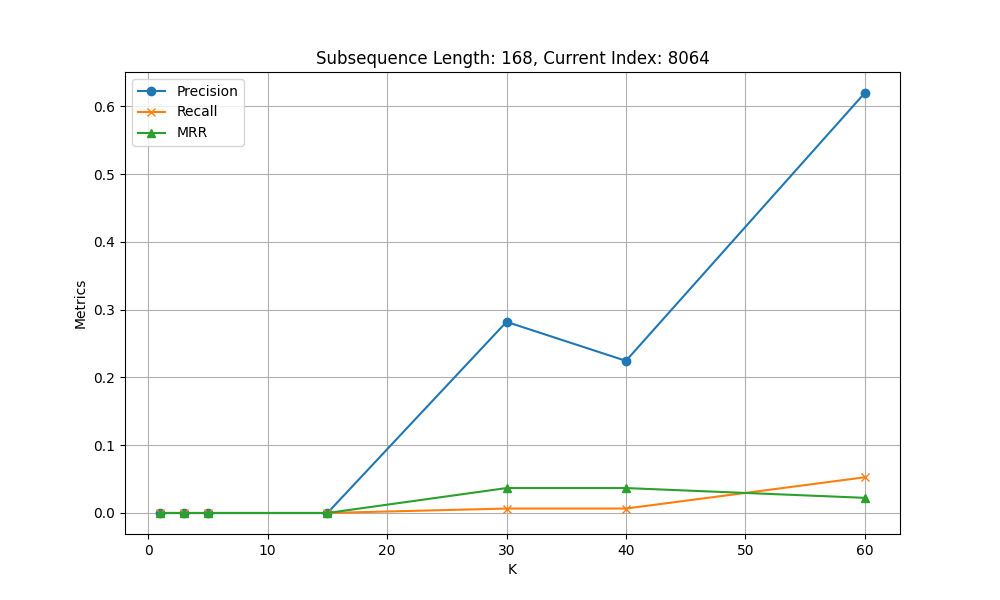 Subsequence Length: 168, Current Index: 8064
Precision
Recall
MRR
0.6
0.5
0.4
0.3
0.2
0.1
0.0
Metrics
0 10 20 30 40 50 60
K